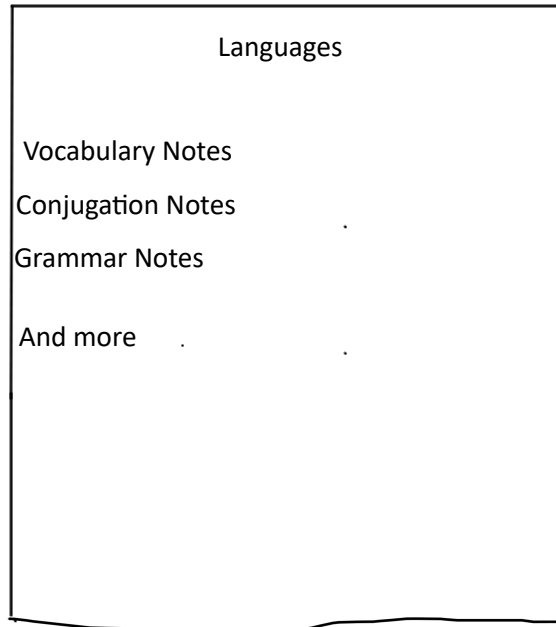 Languages
Vocabulary Notes
Conjugation Notes
Grammar Notes
And more